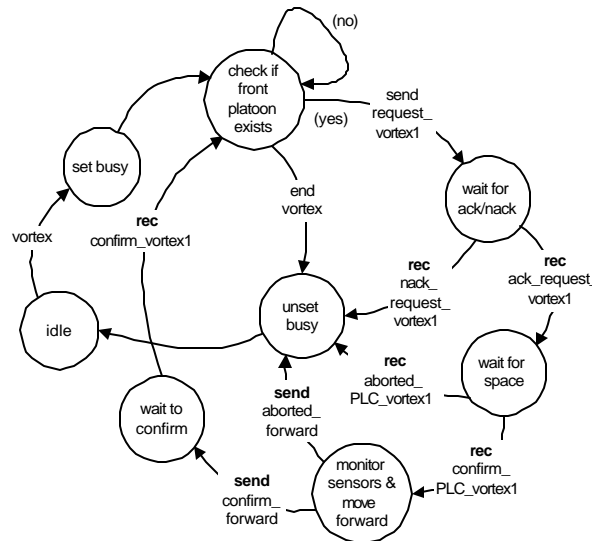 (no)
check if
front
platoon
exists
(yes)
send
request_
vortex1
set busy
wait for
ack/nack
end
vortex
rec
confirm_vortex1
vortex
rec
nack_
request_
vortex1
rec
ack_request_
vortex1
unset
busy
idle
rec
aborted_
PLC_vortex1
wait for
space
send
aborted_
forward
wait to
confirm
rec
confirm_
PLC_vortex1
monitor
sensors &
move
forward
send
confirm_
forward